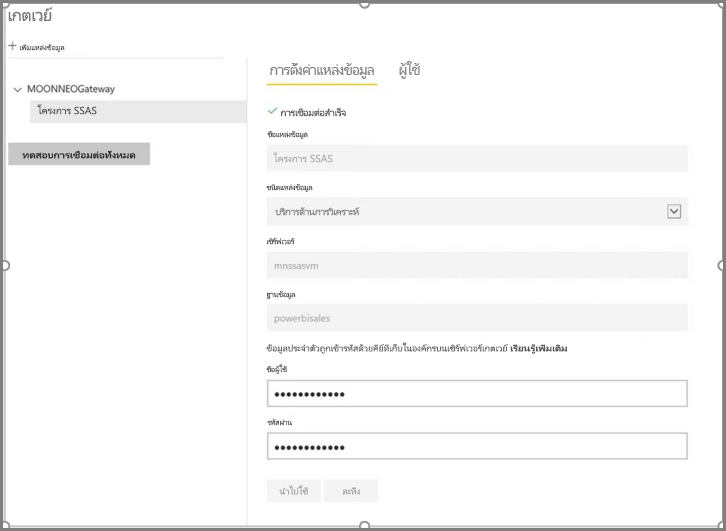 เกตเวย์
+ เพิ่มแหล่งข้อมูล
MOONNEOGateway
โครงการ SSAS
ทดสอบการเชื่อมต่อทั้งหมด
การตั้งค่าแหล่งข้อมูล ผู้ใช้
การเชื่อมต่อสำเร็จ
ชื่อแหล่งข้อมูล
โครงการ SSAS
ชนิดแหล่งข้อมูล
บริการด้านการวิเคราะห์
เซิร์ฟเวอร์
mnssasvm
ฐานข้อมูล
powerbisales
ข้อมูลประจำตัวถูกเข้ารหัสด้วยคีย์ที่เก็บในองค์กรบนเซิร์ฟเวอร์เกตเวย์ เรียนรู้เพิ่มเติม
ชื่อผู้ใช้
••••••••••••
รหัสผ่าน
••••••••••••
นำไปใช้ ละทิ้ง